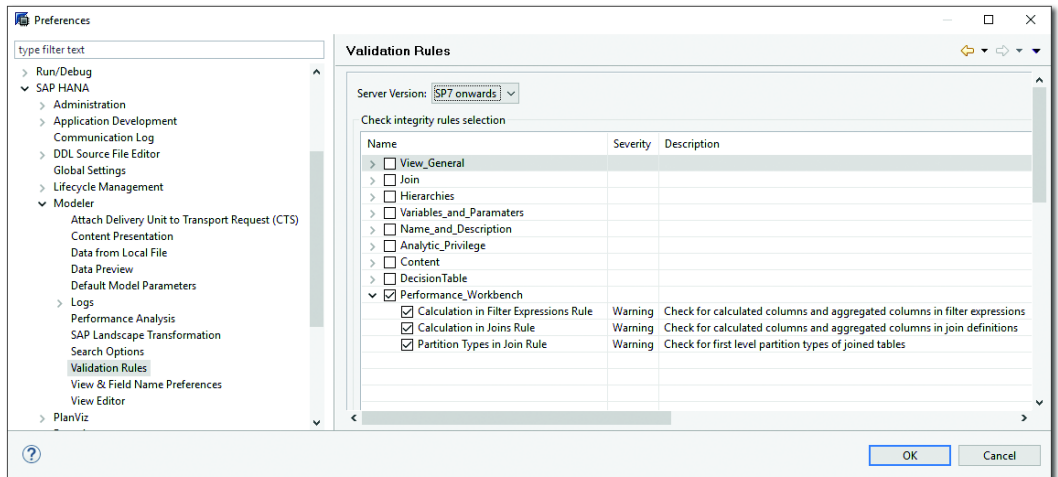 Preferences
type filter text
Run/Debug
SAP HANA
Administration
Application Development
Communication Log
DDL Source File Editor
Global Settings
Lifecycle Management
Modeler
Attach Delivery Unit to Transport Request (CTS)
Content Presentation
Data from Local File
Data Preview
Default Model Parameters
Logs
Performance Analysis
SAP Landscape Transformation
Search Options
Validation Rules
View & Field Name Preferences
View Editor
PlanViz
Validation Rules
Server Version: SP7 onwards
Check integrity rules selection
Name Severity Description
View_General
Join
Hierarchies
Variables_and_Paramaters
Name_and_Description
Analytic_Privilege
Content
DecisionTable
Performance_Workbench
Calculation in Filter Expressions Rule Warning Check for calculated columns and aggregated columns in filter expressions
Calculation in Joins Rule Warning Check for calculated columns and aggregated columns in join definitions
Partition Types in Join Rule Warning Check for first level partition types of joined tables
?
OK Cancel